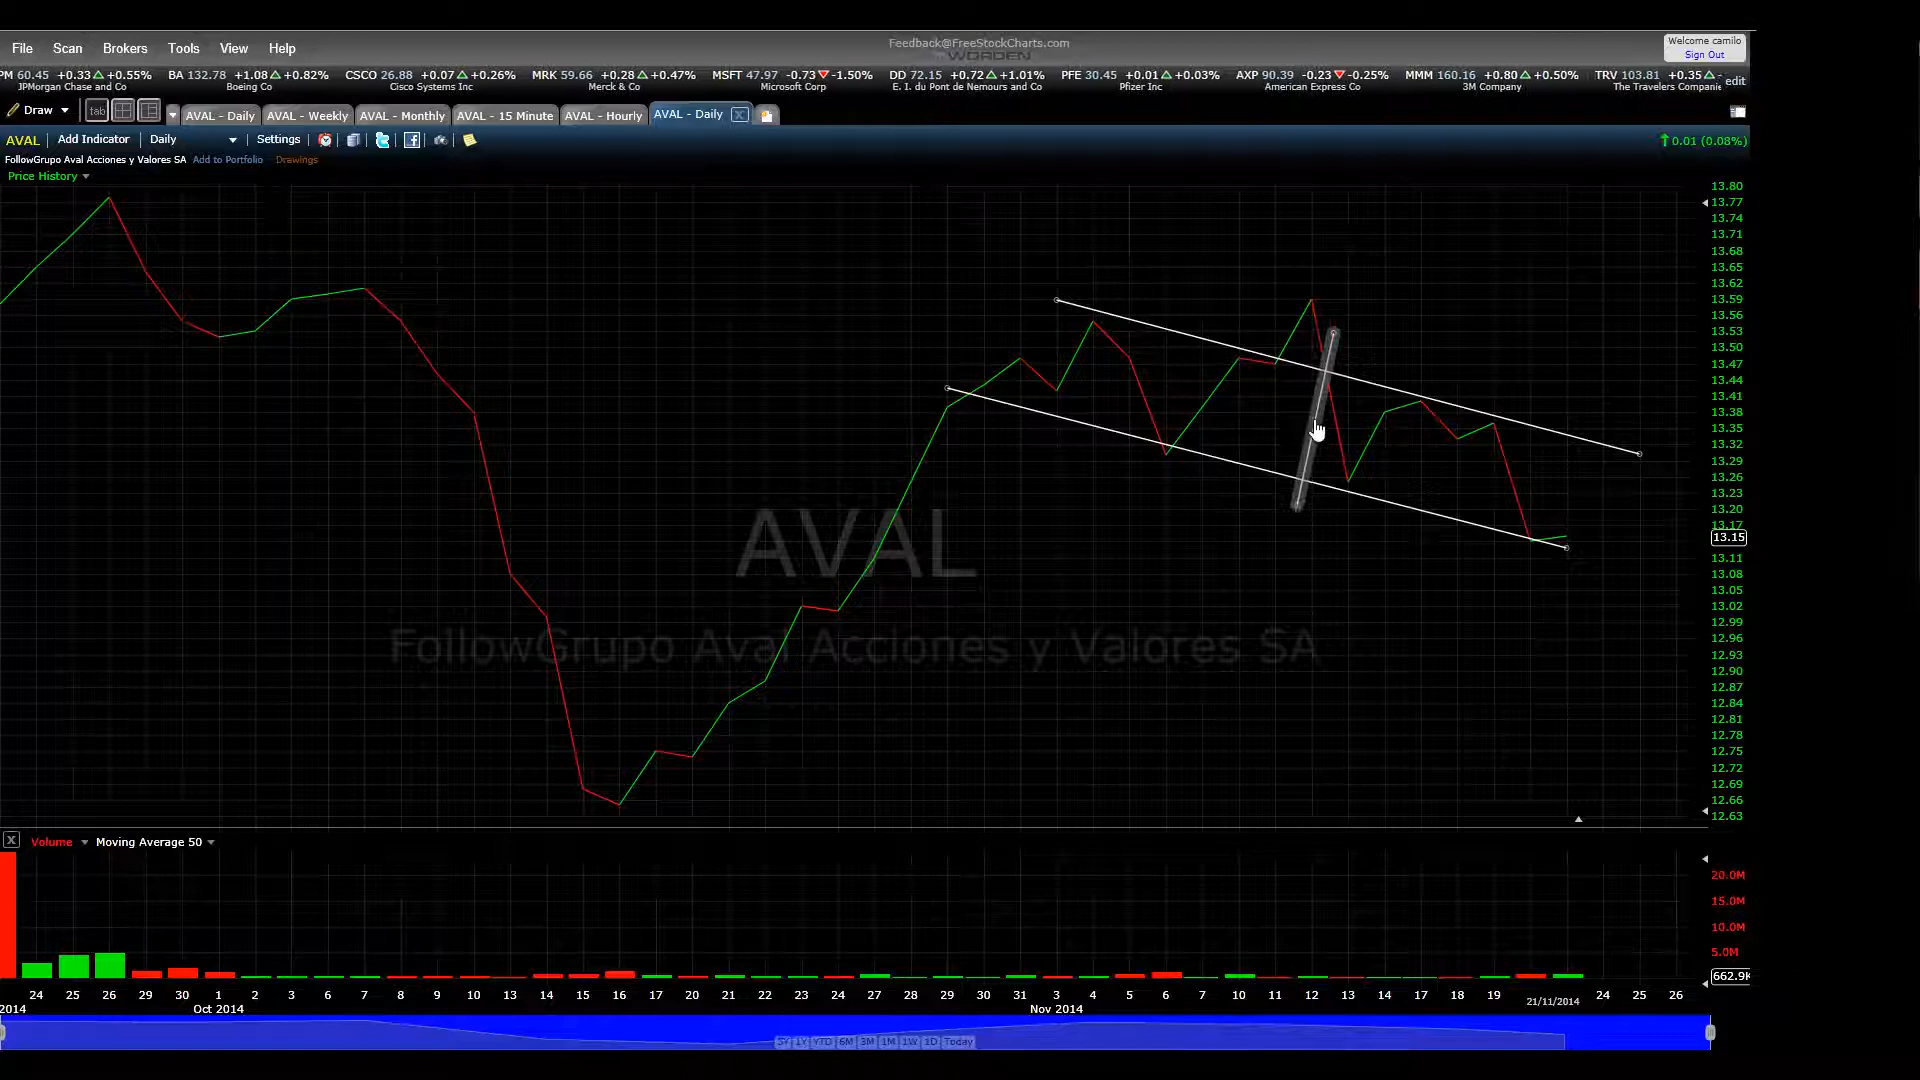 Feedback@FreeStockCharts.com
WORDEN
File Scan Brokers Tools View Help
Welcome camilo
Sign Out
PM 60.45 +0.33 +0.55% BA 132.78 +1.08 +0.82% CSCO 26.88 +0.07 +0.26% MRK 59.66 +0.28 +0.47% MSFT 47.97 -0.73 -1.50% DD 72.15 +0.72 +1.01% PFE 30.45 +0.01 +0.03% AXP 90.39 -0.23 -0.25% MMM 160.16 +0.80 +0.50% TRV 103.81 +0.35 edit
JPMorgan Chase and Co Boeing Co Cisco Systems Inc Merck & Co Microsoft Corp E. I. du Pont de Nemours and Co Pfizer Inc American Express Co 3M Company The Travelers Companie
Draw tab AVAL - Daily AVAL - Weekly AVAL - Monthly AVAL - 15 Minute AVAL - Hourly AVAL - Daily X
AVAL Add Indicator Daily Settings 0.01 (0.08%)
FollowGrupo Aval Acciones y Valores SA Add to Portfolio Drawings
Price History
13.80
13.77
13.74
13.71
13.68
13.65
13.62
13.59
13.56
13.53
13.50
13.47
13.44
13.41
13.38
13.35
13.32
13.29
13.26
13.23
13.20
13.17
13.15
13.11
13.08
13.05
13.02
12.99
12.96
12.93
12.90
12.87
12.84
12.81
12.78
12.75
12.72
12.69
12.66
12.63
AVAL
FollowGrupo Aval Acciones y Valores SA
X Volume Moving Average 50
20.0M
15.0M
10.0M
5.0M
662.9K
24 25 26 29 30 1 2 3 6 7 8 9 10 13 14 15 16 17 20 21 22 23 24 27 28 29 30 31 3 4 5 6 7 10 11 12 13 14 17 18 19 21/11/2014 24 25 26
2014 Oct 2014 Nov 2014
5Y 1Y YTD 6M 3M 1M 1W 1D Today